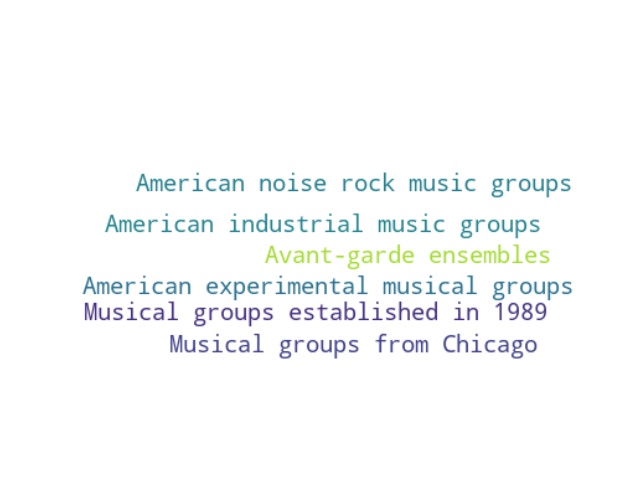 American noise rock music groups
American industrial music groups
Avant-garde ensembles
American experimental musical groups
Musical groups established in 1989
Musical groups from Chicago